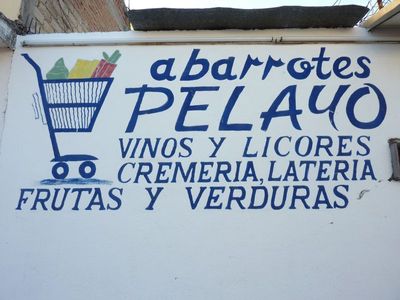 abarrotes
PELAYO
VINOS Y LICORES
CREMERIA, LATERIA
FRUTAS Y VERDURAS